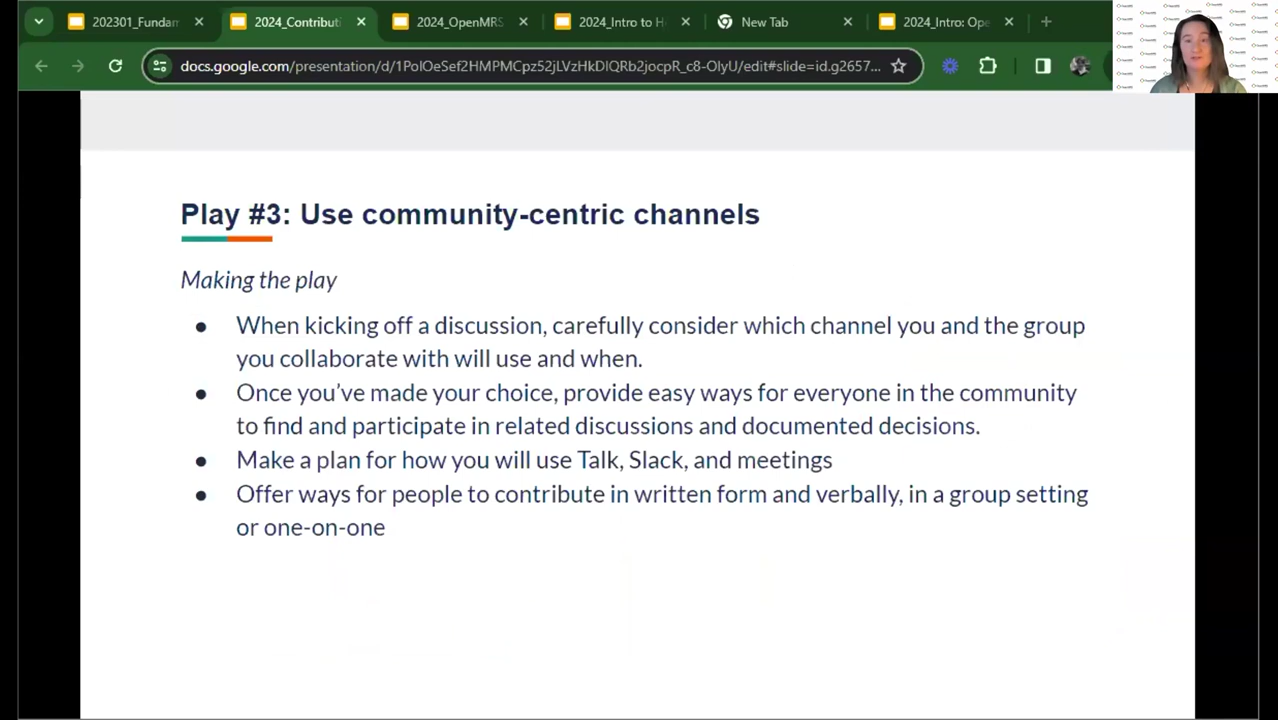 202301_Fundam
2024_Contributi
2024_OpenMRS
2024_Intro to H
New Tab
2024_Intro: Ope
docs.google.com/presentation/d/1PolOeSef2HMPMCpz52jLVzHkDlQRb2jocpR_c8-OlyU/edit#slide=id.g2657...
Play #3: Use community-centric channels
Making the play
● When kicking off a discussion, carefully consider which channel you and the group
you collaborate with will use and when.
● Once you’ve made your choice, provide easy ways for everyone in the community
to find and participate in related discussions and documented decisions.
● Make a plan for how you will use Talk, Slack, and meetings
● Offer ways for people to contribute in written form and verbally, in a group setting
or one-on-one